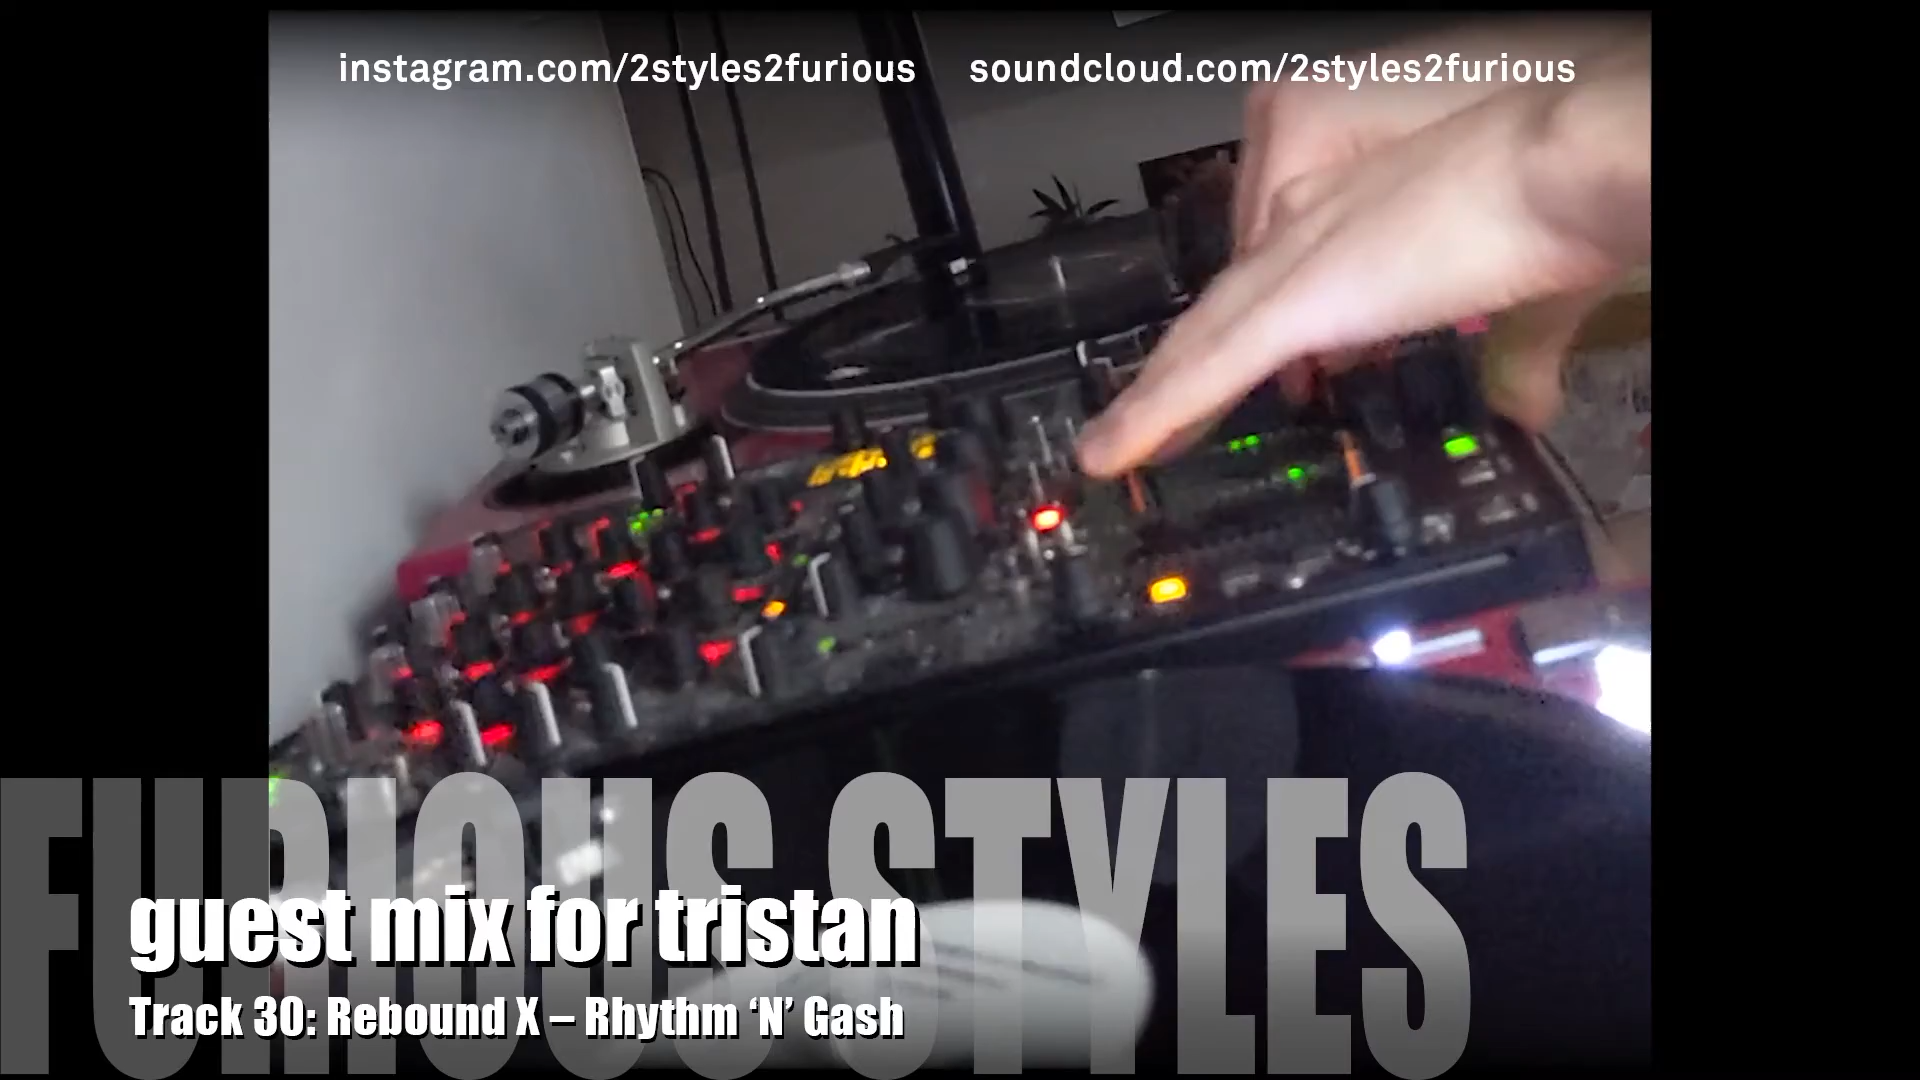 instagram.com/2styles2furious soundcloud.com/2styles2furious
FURIOUS STYLES
guest mix for tristan
Track 30: Rebound X – Rhythm ‘N’ Gash